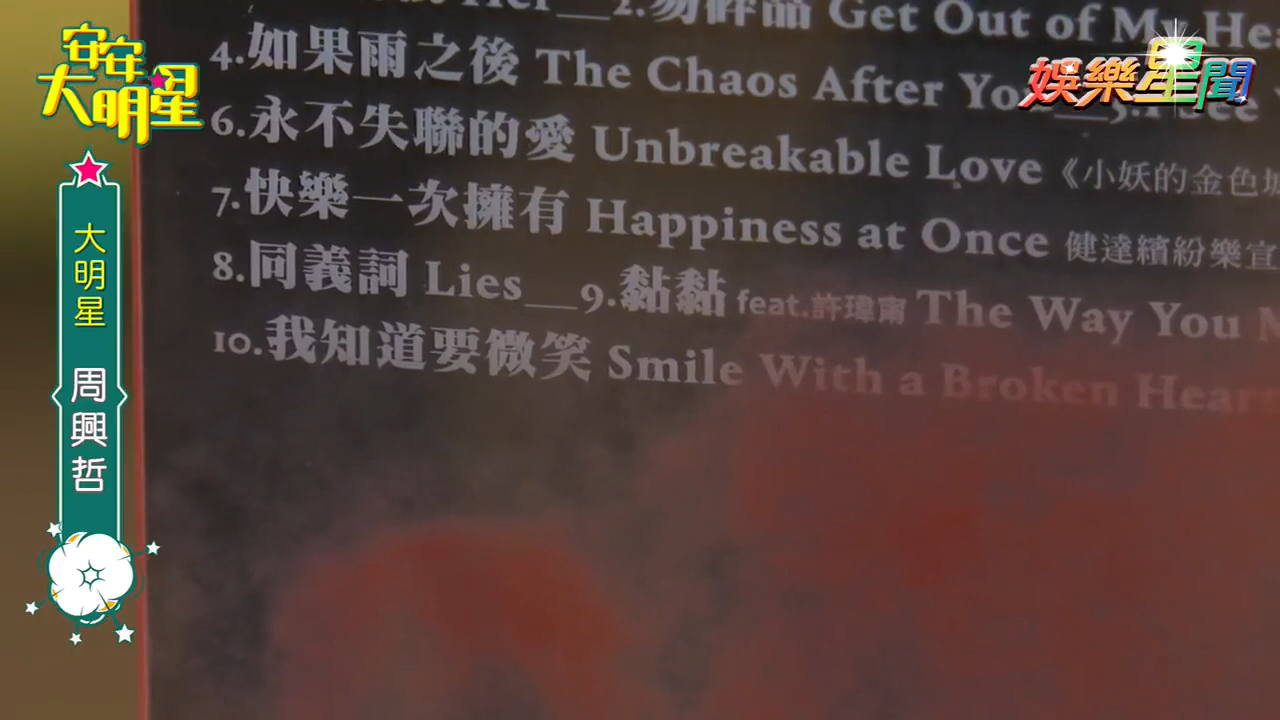 安安
大明星
大明星 周興哲
娛樂星聞
2.易碎品 Get Out of My
4.如果雨之後 The Chaos After
6.永不失聯的愛 Unbreakable Love《小妖的金色
7.快樂一次擁有 Happiness at Once 健達繽紛樂宣
8.同義詞 Lies__9.黏黏 feat.許瑋甯 The Way You
10.我知道要微笑 Smile With a Broken Heart